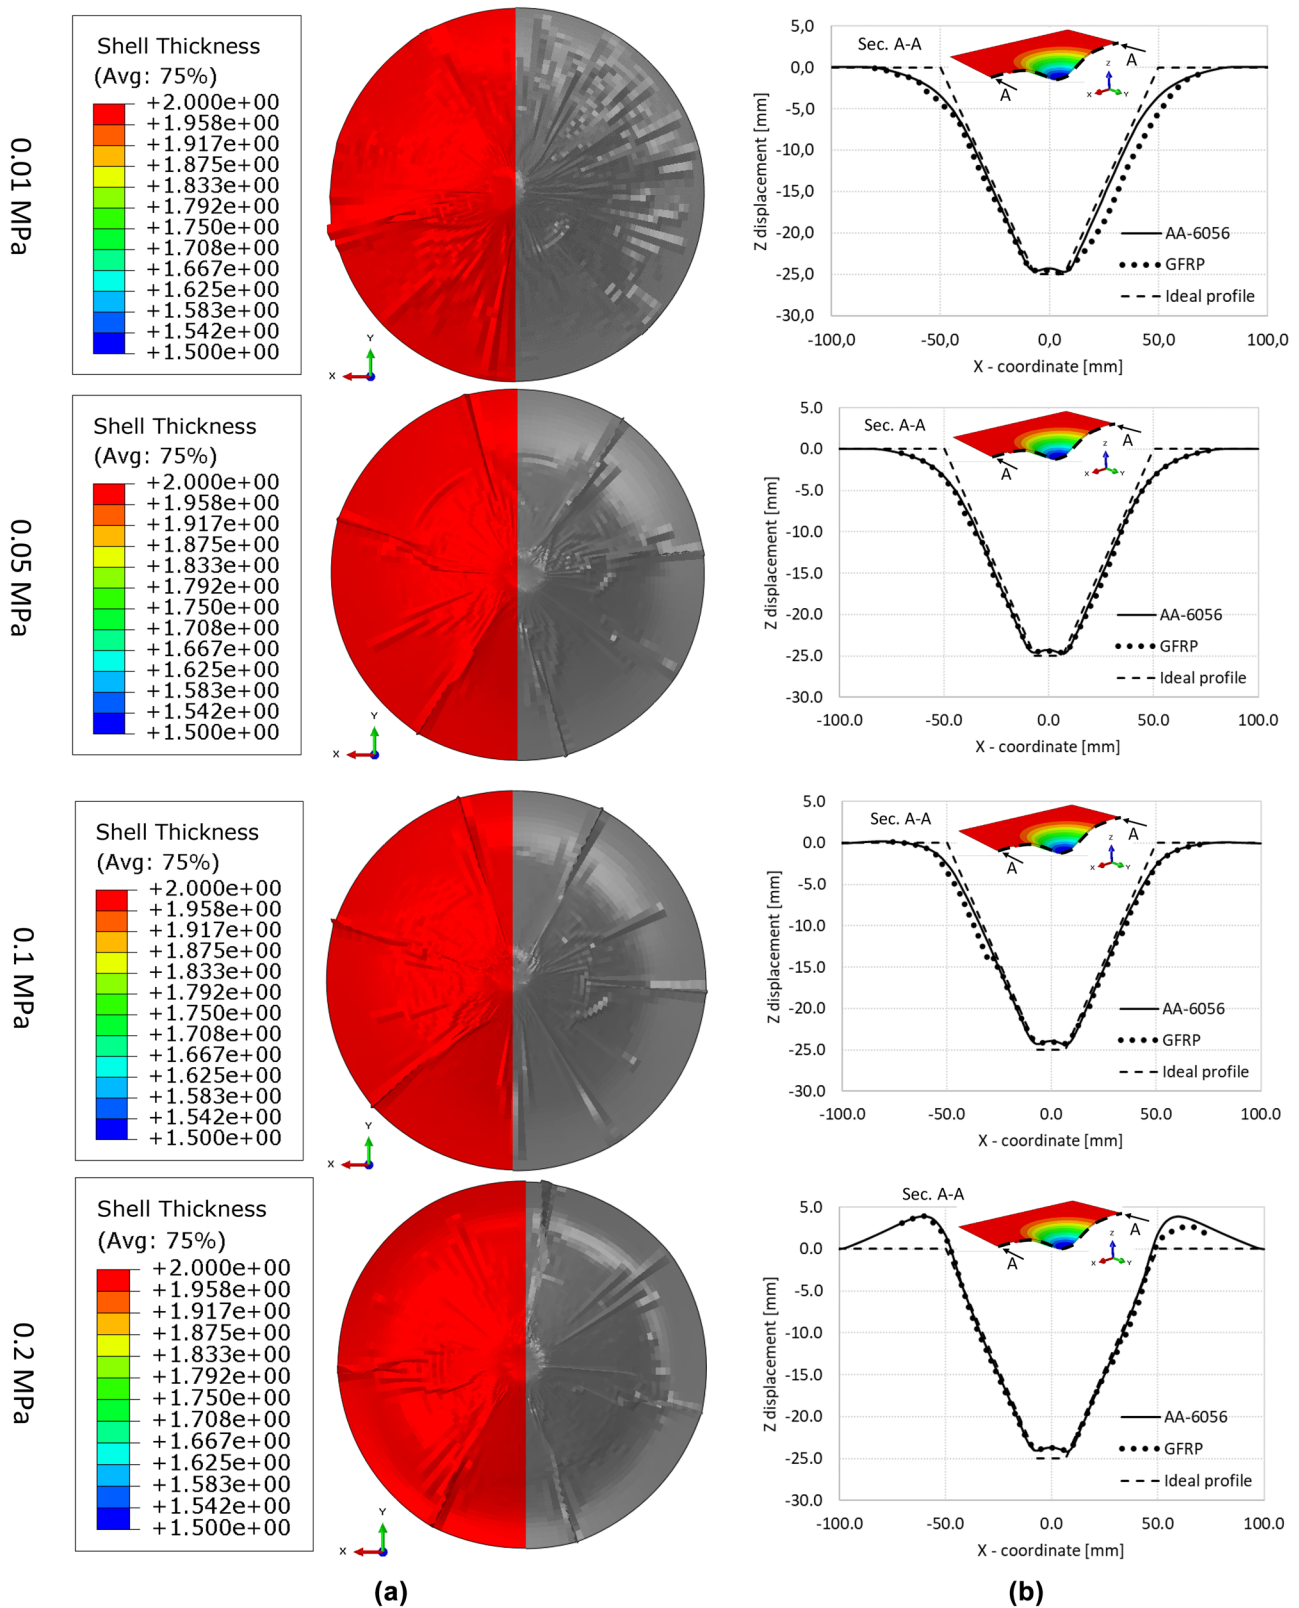 0.01 MPa
Shell Thickness
(Avg: 75%)
+2.000e+00
+1.958e+00
+1.917e+00
+1.875e+00
+1.833e+00
+1.792e+00
+1.750e+00
+1.708e+00
+1.667e+00
+1.625e+00
+1.583e+00
+1.542e+00
+1.500e+00
Y
X
Sec. A-A
A
A
Z
X
Y
Z displacement [mm]
5,0
0,0
-5,0
-10,0
-15,0
-20,0
-25,0
-30,0
AA-6056
GFRP
Ideal profile
-100,0
-50,0
0,0
50,0
100,0
X - coordinate [mm]
0.05 MPa
Shell Thickness
(Avg: 75%)
+2.000e+00
+1.958e+00
+1.917e+00
+1.875e+00
+1.833e+00
+1.792e+00
+1.750e+00
+1.708e+00
+1.667e+00
+1.625e+00
+1.583e+00
+1.542e+00
+1.500e+00
Y
X
Sec. A-A
A
A
Z
X
Y
Z displacement [mm]
5.0
0.0
-5.0
-10.0
-15.0
-20.0
-25.0
-30.0
AA-6056
GFRP
Ideal profile
-100.0
-50.0
0.0
50.0
100.0
X - coordinate [mm]
0.1 MPa
Shell Thickness
(Avg: 75%)
+2.000e+00
+1.958e+00
+1.917e+00
+1.875e+00
+1.833e+00
+1.792e+00
+1.750e+00
+1.708e+00
+1.667e+00
+1.625e+00
+1.583e+00
+1.542e+00
+1.500e+00
Y
X
Sec. A-A
A
A
Z
X
Y
Z displacement [mm]
5.0
0.0
-5.0
-10.0
-15.0
-20.0
-25.0
-30.0
AA-6056
GFRP
Ideal profile
-100.0
-50.0
0.0
50.0
100.0
X - coordinate [mm]
0.2 MPa
Shell Thickness
(Avg: 75%)
+2.000e+00
+1.958e+00
+1.917e+00
+1.875e+00
+1.833e+00
+1.792e+00
+1.750e+00
+1.708e+00
+1.667e+00
+1.625e+00
+1.583e+00
+1.542e+00
+1.500e+00
Y
X
Sec. A-A
A
A
Z
X
Y
Z displacement [mm]
5.0
0.0
-5.0
-10.0
-15.0
-20.0
-25.0
-30.0
AA-6056
GFRP
Ideal profile
-100,0
-50.0
0.0
50.0
100.0
X - coordinate [mm]
(a)
(b)